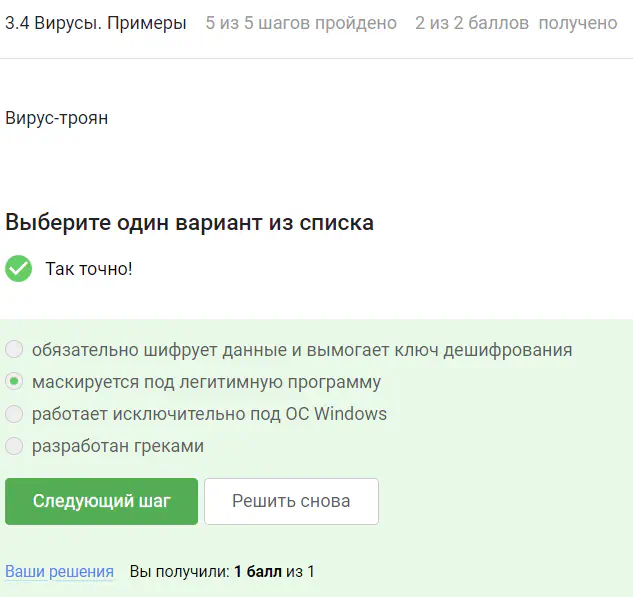 3.4 Вирусы. Примеры 5 из 5 шагов пройдено 2 из 2 баллов получено
Вирус-троян
Выберите один вариант из списка
Так точно!
обязательно шифрует данные и вымогает ключ дешифрования
маскируется под легитимную программу
работает исключительно под ОС Windows
разработан греками
Следующий шаг Решить снова
Ваши решения Вы получили: 1 балл из 1